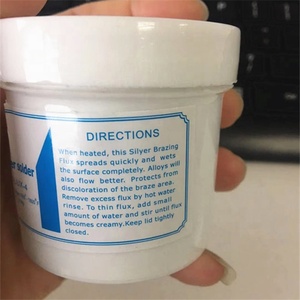 DIRECTIONS
When heated, this Silyer Brazing
Flux spreads quickly and wets
the surface completely. Alloys will
also flow better. Protects from
discoloration of the braze area.
Remove excess flux by hot water
rinse. To thin flux, add small
amount of water and stir until flux
becomes creamy.Keep lid tightly
closed.
solder